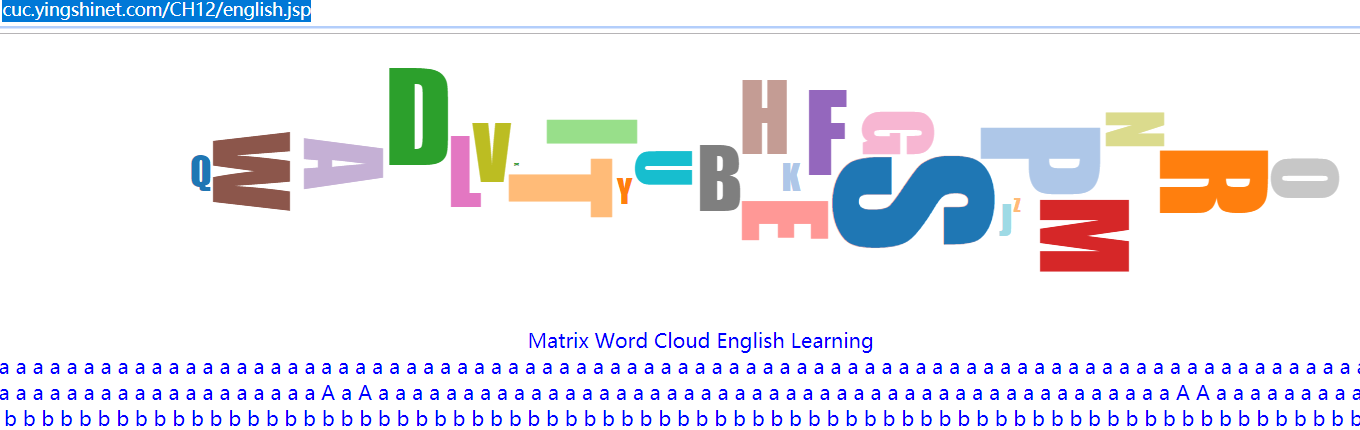 cuc.yingshinet.com/CH12/english.jsp
Q W A D L V I T Y U B H K E F G S J Z P M N R O
Matrix Word Cloud English Learning
a a a a a a a a a a a a a a a a a a a a a a a a a a a a a a a a a a a a a a a a a a a a a a a a a a a a a a a a a a a a a a a a a a a a a a a a
a a a a a a a a a a a a a a a a a A a A a a a a a a a a a a a a a a a a a a a a a a a a a a a a a a a a a a a a a a a a a a A A a a a a a a a a
b b b b b b b b b b b b b b b b b b b b b b b b b b b b b b b b b b b b b b b b b b b b b b b b b b b b b b b b b b b b b b b b b b b b b